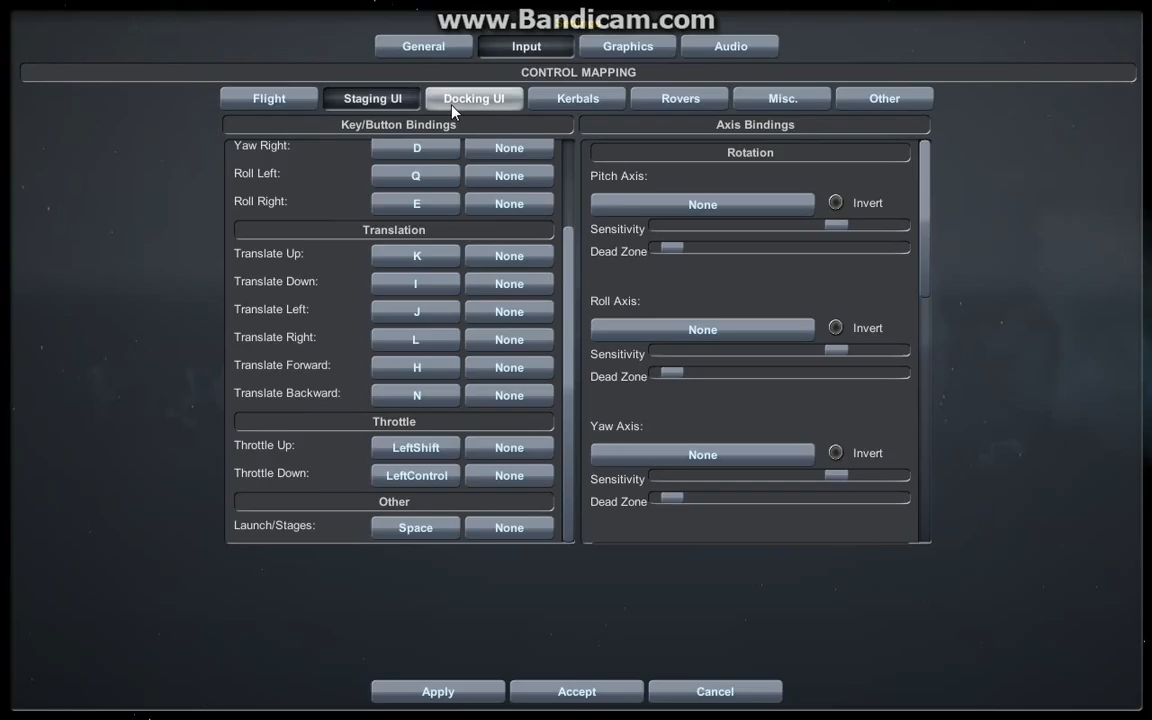 www.Bandicam.com
General Input Graphics Audio
CONTROL MAPPING
Flight Staging UI Docking UI Kerbals Rovers Misc. Other
Key/Button Bindings
Yaw Right: D None
Roll Left: Q None
Roll Right: E None
Translation
Translate Up: K None
Translate Down: I None
Translate Left: J None
Translate Right: L None
Translate Forward: H None
Translate Backward: N None
Throttle
Throttle Up: LeftShift None
Throttle Down: LeftControl None
Other
Launch/Stages: Space None
Axis Bindings
Rotation
Pitch Axis:
None Invert
Sensitivity
Dead Zone
Roll Axis:
None Invert
Sensitivity
Dead Zone
Yaw Axis:
None Invert
Sensitivity
Dead Zone
Apply Accept Cancel